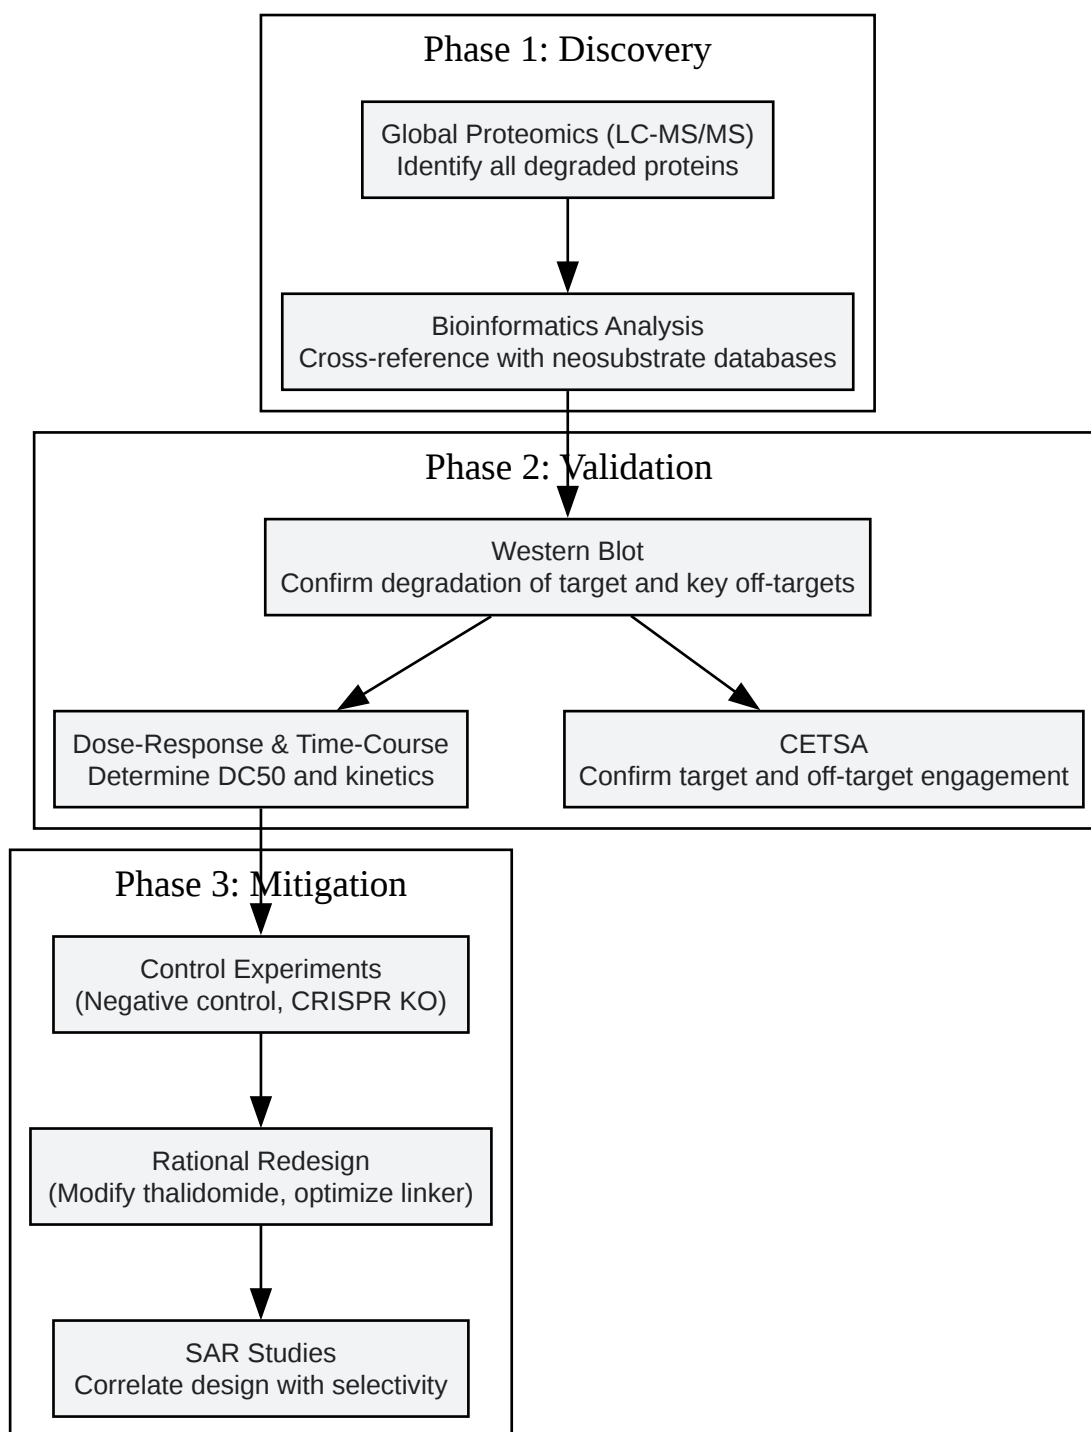 Phase 1: Discovery
Global Proteomics (LC-MS/MS)
Identify all degraded proteins
Bioinformatics Analysis
Cross-reference with neosubstrate databases
Phase 2: Validation
Western Blot
Confirm degradation of target and key off-targets
Dose-Response & Time-Course
Determine DC50 and kinetics
CETSA
Confirm target and off-target engagement
Phase 3: Mitigation
Control Experiments
(Negative control, CRISPR KO)
Rational Redesign
(Modify thalidomide, optimize linker)
SAR Studies
Correlate design with selectivity